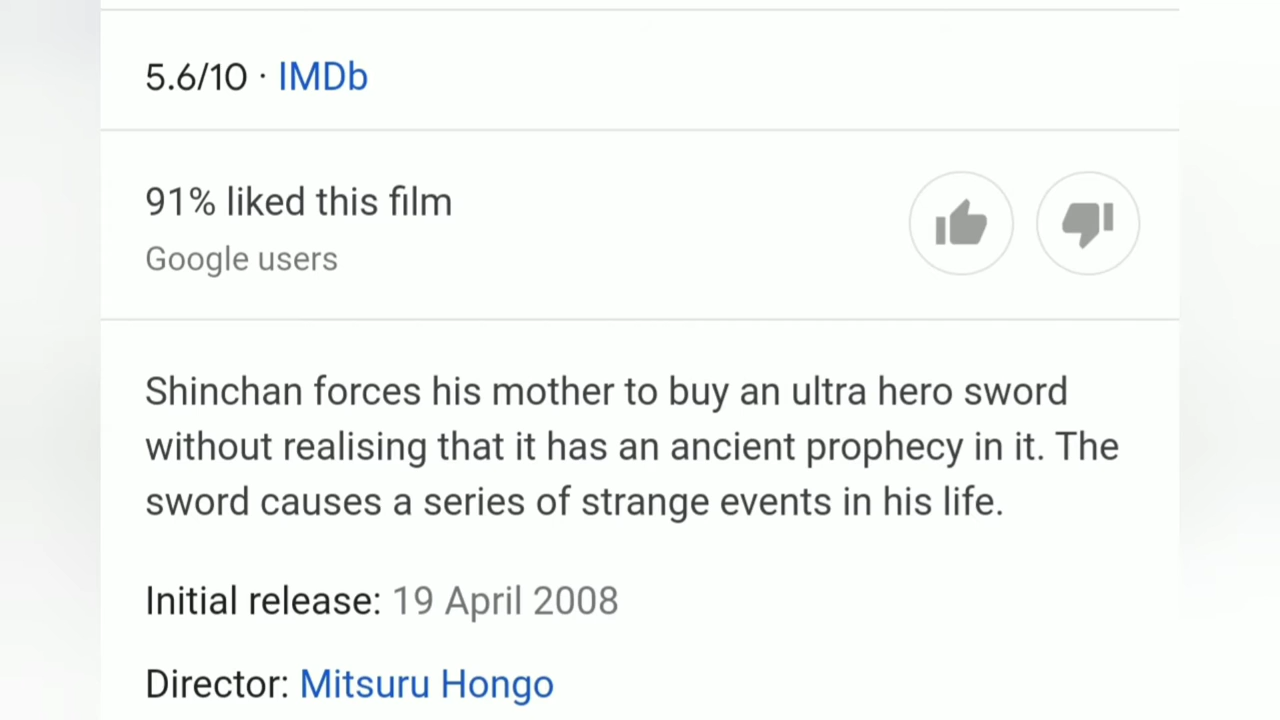 5.6/10 · IMDb
91% liked this film
Google users
Shinchan forces his mother to buy an ultra hero sword
without realising that it has an ancient prophecy in it. The
sword causes a series of strange events in his life.
Initial release: 19 April 2008
Director: Mitsuru Hongo